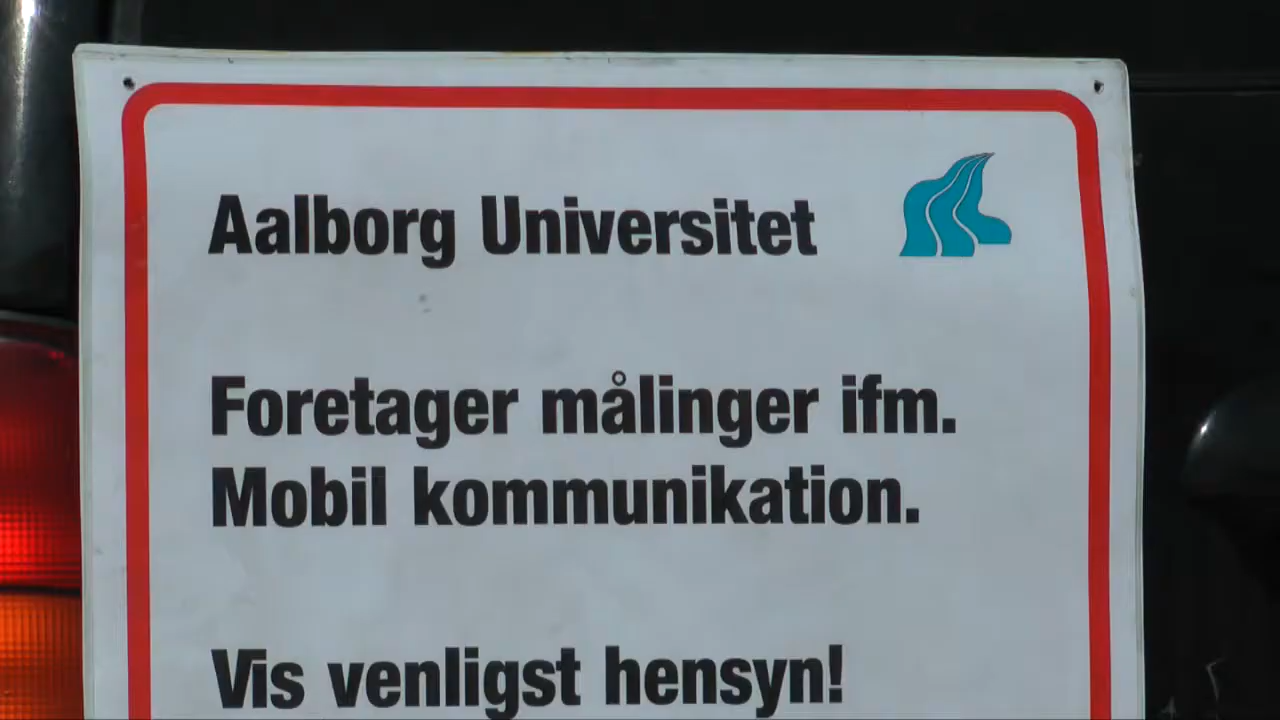 Aalborg Universitet
Foretager målinger ifm.
Mobil kommunikation.
Vis venligst hensyn!